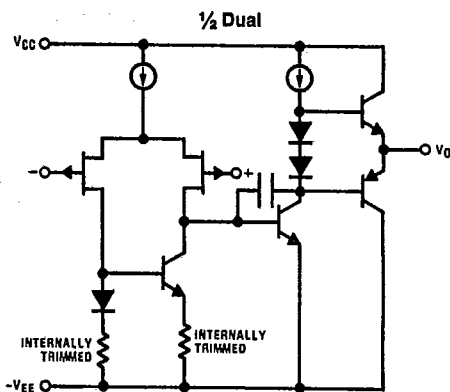 ½ Dual
VCC
− +
VO
INTERNALLY
TRIMMED
INTERNALLY
TRIMMED
-VEE